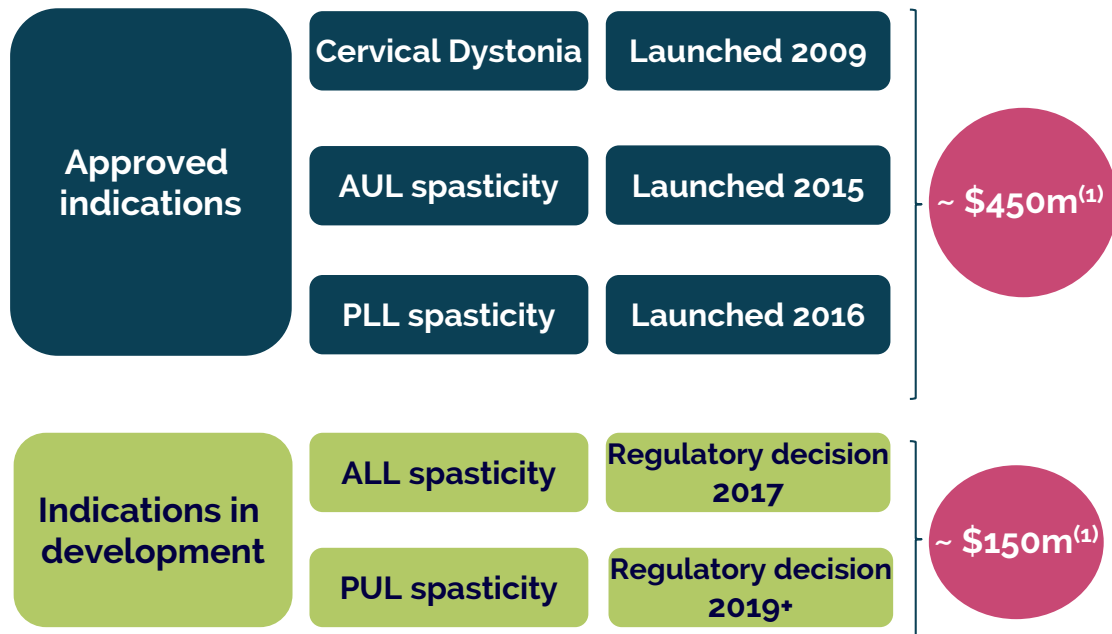 Approved
indications
Cervical Dystonia
Launched 2009
AUL spasticity
Launched 2015
PLL spasticity
Launched 2016
~ $450m(1)
Indications in
development
ALL spasticity
Regulatory decision
2017
PUL spasticity
Regulatory decision
2019+
~ $150m(1)